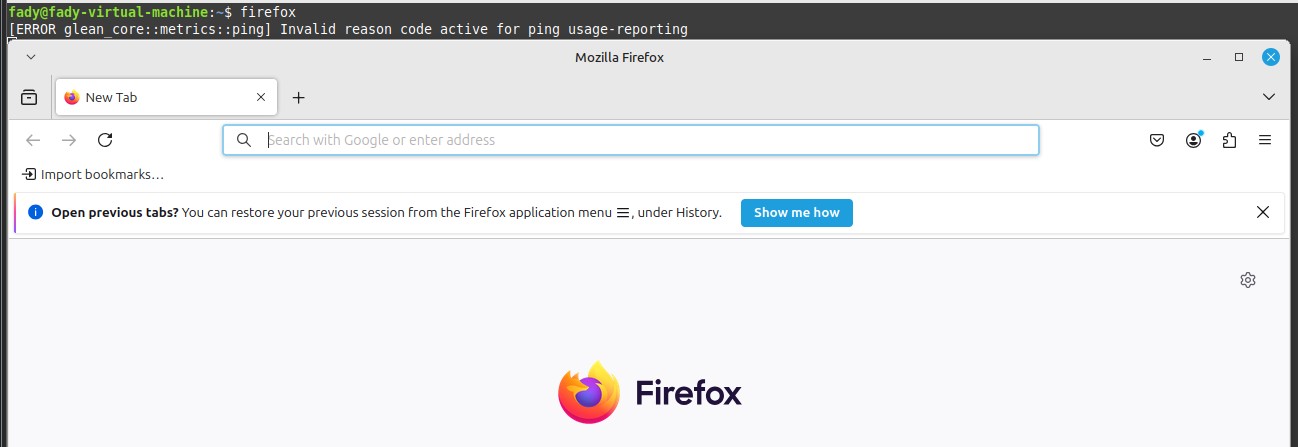 fady@fady-virtual-machine:~$ firefox
[ERROR glean_core::metrics::ping] Invalid reason code active for ping usage-reporting
Mozilla Firefox
New Tab
Search with Google or enter address
Import bookmarks…
Open previous tabs? You can restore your previous session from the Firefox application menu ☰, under History. Show me how
Firefox